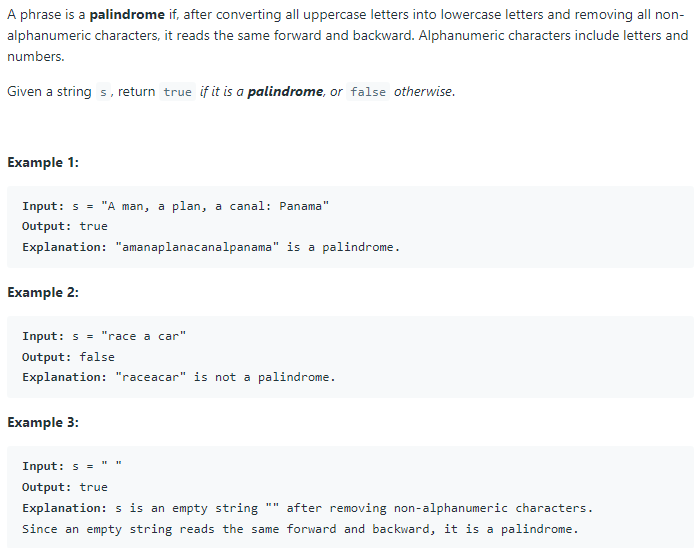 A phrase is a palindrome if, after converting all uppercase letters into lowercase letters and removing all non-
alphanumeric characters, it reads the same forward and backward. Alphanumeric characters include letters and
numbers.
Given a string s, return true if it is a palindrome, or false otherwise.
Example 1:
Input: s = "A man, a plan, a canal: Panama"
Output: true
Explanation: "amanaplanacanalpanama" is a palindrome.
Example 2:
Input: s = "race a car"
Output: false
Explanation: "raceacar" is not a palindrome.
Example 3:
Input: s = " "
Output: true
Explanation: s is an empty string "" after removing non-alphanumeric characters.
Since an empty string reads the same forward and backward, it is a palindrome.